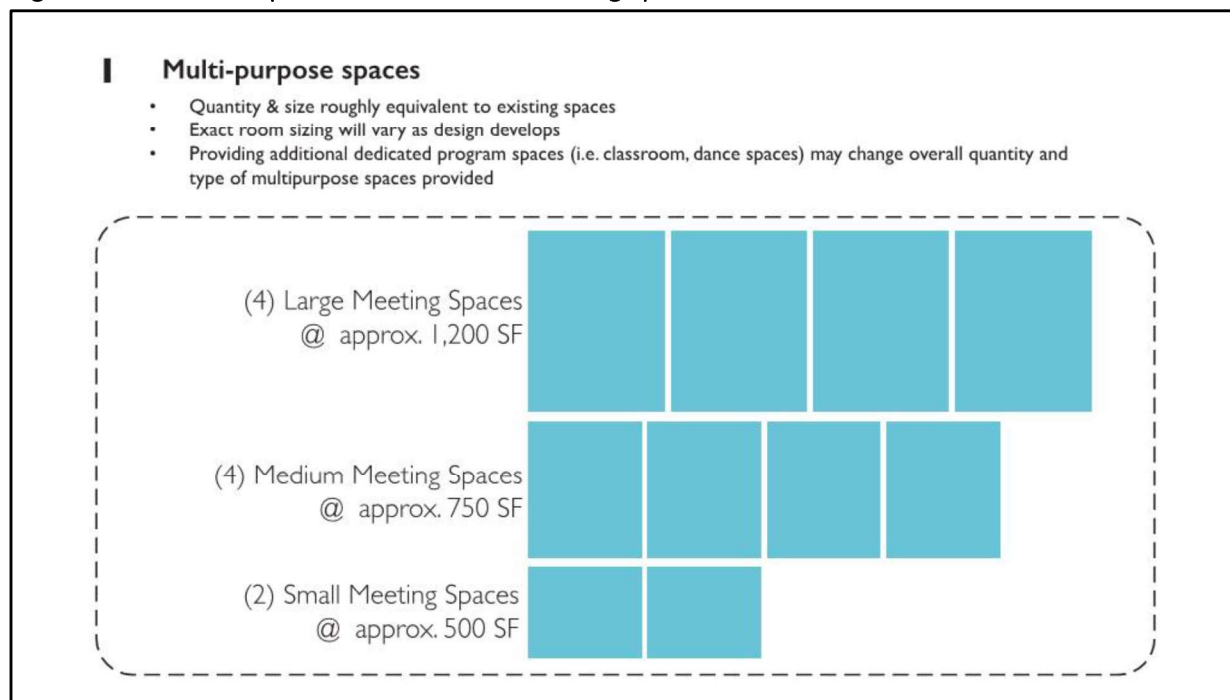 I Multi-purpose spaces
• Quantity & size roughly equivalent to existing spaces
• Exact room sizing will vary as design develops
• Providing additional dedicated program spaces (i.e. classroom, dance spaces) may change overall quantity and
type of multipurpose spaces provided
(4) Large Meeting Spaces
@ approx. 1,200 SF
(4) Medium Meeting Spaces
@ approx. 750 SF
(2) Small Meeting Spaces
@ approx. 500 SF